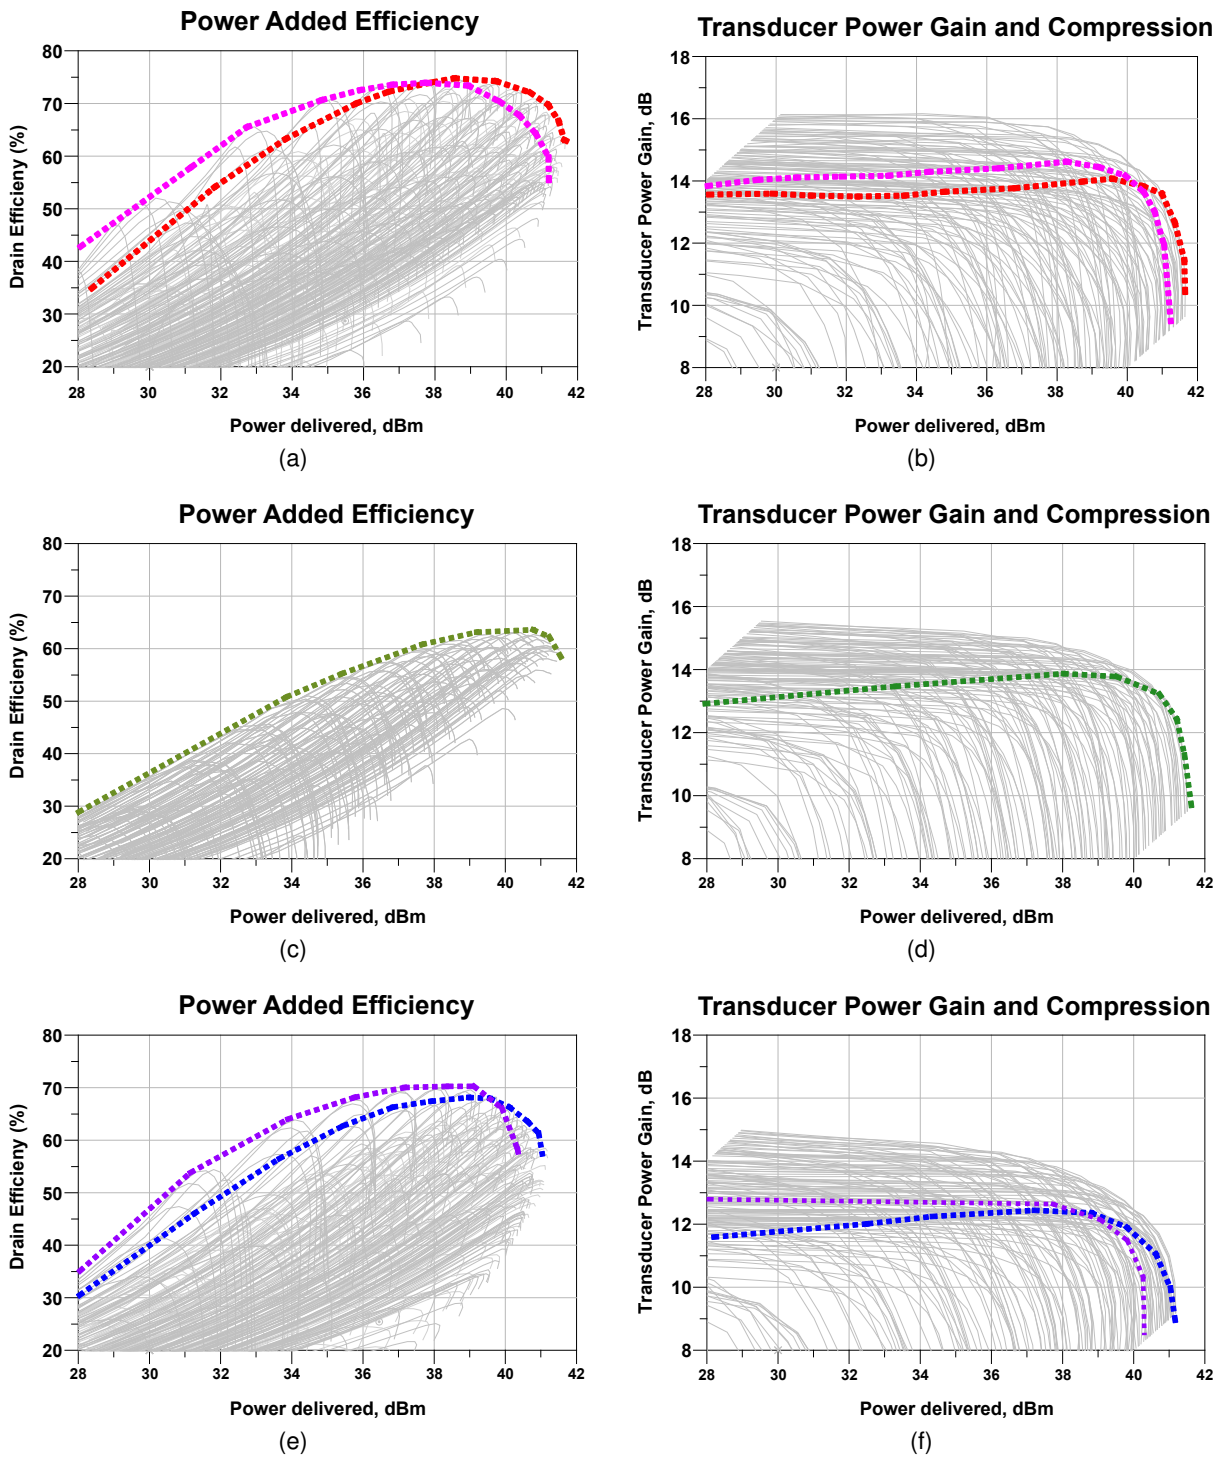 Power Added Efficiency
Drain Efficieny (%)
80
70
60
50
40
30
20
28 30 32 34 36 38 40 42
Power delivered, dBm
(a)
Transducer Power Gain and Compression
Transducer Power Gain, dB
18
16
14
12
10
8
28 30 32 34 36 38 40 42
Power delivered, dBm
(b)
Power Added Efficiency
Drain Efficieny (%)
80
70
60
50
40
30
20
28 30 32 34 36 38 40 42
Power delivered, dBm
(c)
Transducer Power Gain and Compression
Transducer Power Gain, dB
18
16
14
12
10
8
28 30 32 34 36 38 40 42
Power delivered, dBm
(d)
Power Added Efficiency
Drain Efficieny (%)
80
70
60
50
40
30
20
28 30 32 34 36 38 40 42
Power delivered, dBm
(e)
Transducer Power Gain and Compression
Transducer Power Gain, dB
18
16
14
12
10
8
28 30 32 34 36 38 40 42
Power delivered, dBm
(f)